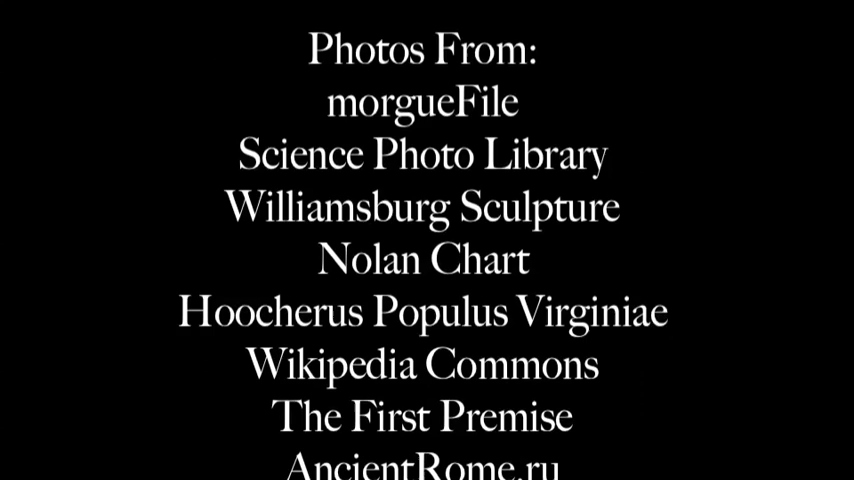 Photos From:
morgueFile
Science Photo Library
Williamsburg Sculpture
Nolan Chart
Hoocherus Populus Virginiae
Wikipedia Commons
The First Premise
AncientRome.ru